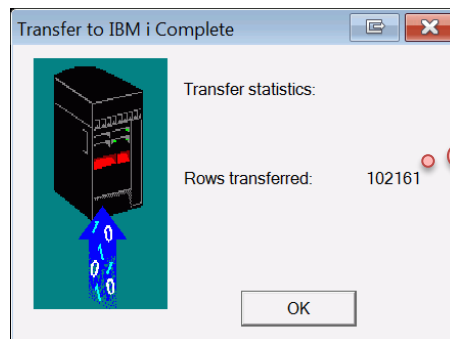 Transfer to IBM i Complete
Transfer statistics:
Rows transferred: 102161
OK